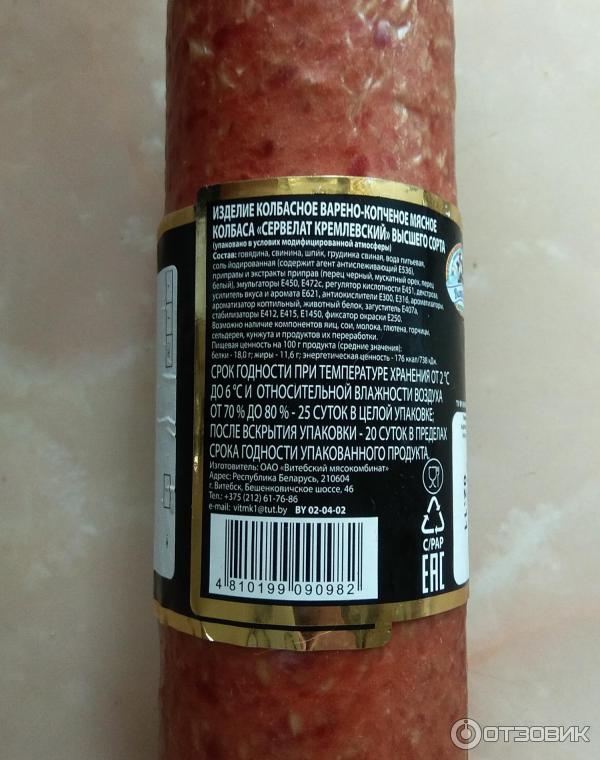 ИЗДЕЛИЕ КОЛБАСНОЕ ВАРЕНО-КОПЧЕНОЕ МЯСНОЕ
КОЛБАСА «СЕРВЕЛАТ КРЕМЛЕВСКИЙ» ВЫСШЕГО СОРТА
(упаковано в условиях модифицированной атмосферы)
Состав: говядина, свинина, шпик, грудинка свиная, вода питьевая,
соль йодированная (содержит агент антислеживающий Е536),
приправы и экстракты приправ (перец черный, мускатный орех, перец
белый), эмульгаторы Е450, Е472с, регулятор кислотности Е451, декстроза,
усилитель вкуса и аромата Е621, антиокислители Е300, Е316, ароматизаторы,
ароматизатор коптильный, животный белок, загуститель Е407а,
стабилизаторы Е412, Е415, Е1450, фиксатор окраски Е250.
Возможно наличие компонентов яиц, сои, молока, глютена, горчицы,
сельдерея, кунжута и продуктов их переработки.
Пищевая ценность на 100 г продукта (средние значения):
белки - 18,0 г; жиры - 11,6 г; энергетическая ценность - 176 ккал/738 кДж.
СРОК ГОДНОСТИ ПРИ ТЕМПЕРАТУРЕ ХРАНЕНИЯ ОТ 2 °С
ДО 6 °С И ОТНОСИТЕЛЬНОЙ ВЛАЖНОСТИ ВОЗДУХА
ОТ 70 % ДО 80 % - 25 СУТОК В ЦЕЛОЙ УПАКОВКЕ;
ПОСЛЕ ВСКРЫТИЯ УПАКОВКИ - 20 СУТОК В ПРЕДЕЛАХ
СРОКА ГОДНОСТИ УПАКОВАННОГО ПРОДУКТА.
Изготовитель: ОАО «Витебский мясокомбинат»
Адрес: Республика Беларусь, 210604
г. Витебск, Бешенковичское шоссе, 46
Тел.: +375 (212) 61-76-86
e-mail: vitmk1@tut.by BY 02-04-02
C/PAP
EAC
4 810199 090982
ОТЗОВИК